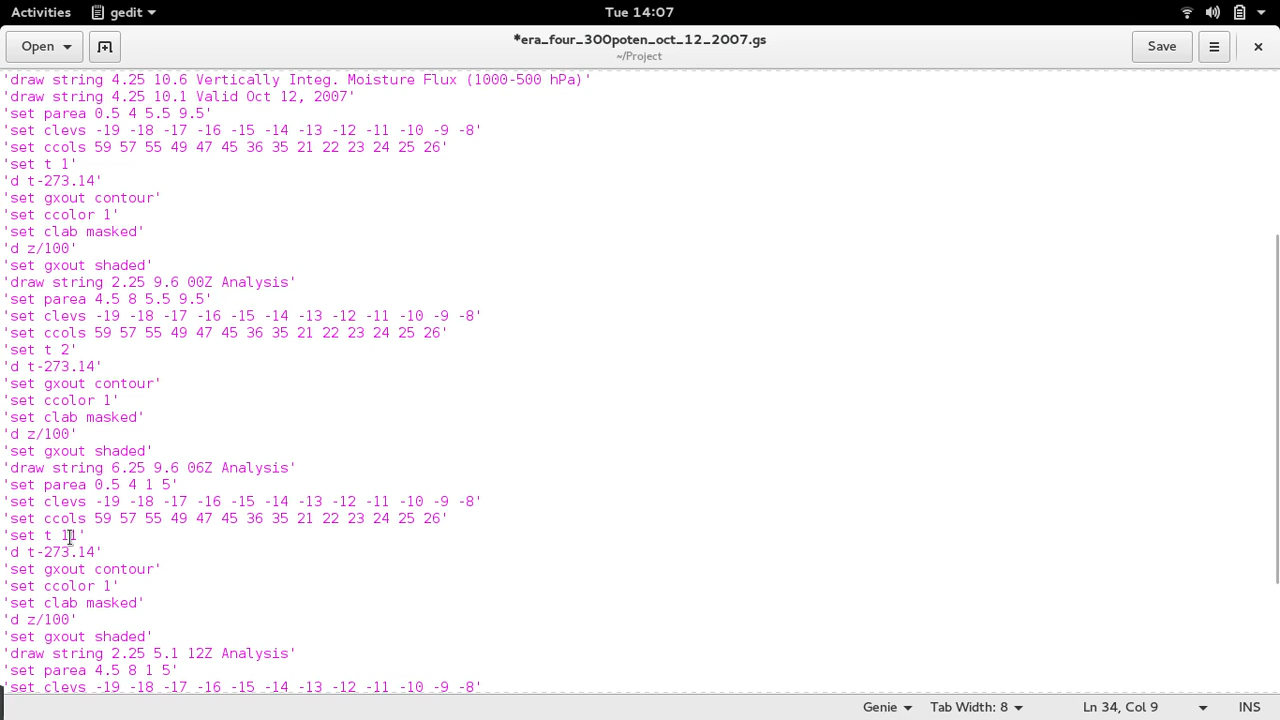 Activities gedit Tue 14:07
Open *era_four_300poten_oct_12_2007.gs Save
~/Project
'draw string 4.25 10.6 Vertically Integ. Moisture Flux (1000-500 hPa)'
'draw string 4.25 10.1 Valid Oct 12, 2007'
'set parea 0.5 4 5.5 9.5'
'set clevs -19 -18 -17 -16 -15 -14 -13 -12 -11 -10 -9 -8'
'set ccols 59 57 55 49 47 45 36 35 21 22 23 24 25 26'
'set t 1'
'd t-273.14'
'set gxout contour'
'set ccolor 1'
'set clab masked'
'd z/100'
'set gxout shaded'
'draw string 2.25 9.6 00Z Analysis'
'set parea 4.5 8 5.5 9.5'
'set clevs -19 -18 -17 -16 -15 -14 -13 -12 -11 -10 -9 -8'
'set ccols 59 57 55 49 47 45 36 35 21 22 23 24 25 26'
'set t 2'
'd t-273.14'
'set gxout contour'
'set ccolor 1'
'set clab masked'
'd z/100'
'set gxout shaded'
'draw string 6.25 9.6 06Z Analysis'
'set parea 0.5 4 1 5'
'set clevs -19 -18 -17 -16 -15 -14 -13 -12 -11 -10 -9 -8'
'set ccols 59 57 55 49 47 45 36 35 21 22 23 24 25 26'
'set t 11'
'd t-273.14'
'set gxout contour'
'set ccolor 1'
'set clab masked'
'd z/100'
'set gxout shaded'
'draw string 2.25 5.1 12Z Analysis'
'set parea 4.5 8 1 5'
'set clevs -19 -18 -17 -16 -15 -14 -13 -12 -11 -10 -9 -8'
Genie Tab Width: 8 Ln 34, Col 9 INS